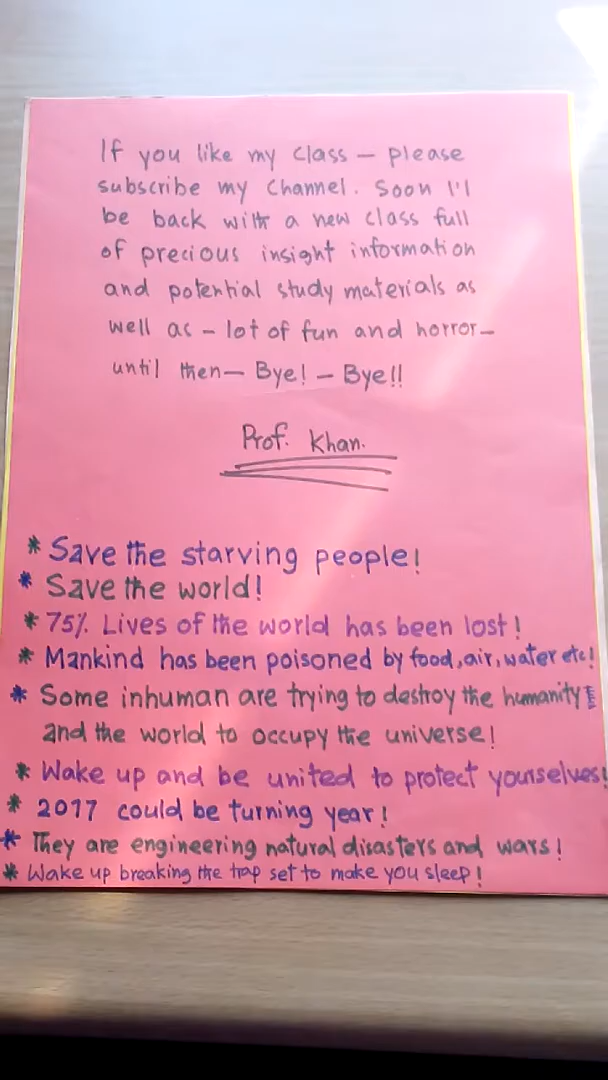 If you like my class – please
subscribe my Channel. Soon I'll
be back with a new class full
of precious insight information
and potential study materials as
well as – lot of fun and horror–
until then– Bye! – Bye!!
Prof. Khan.
* Save the starving people!
* Save the world!
* 75% Lives of the world has been lost!
* Mankind has been poisoned by food, air, water etc!
* Some inhuman are trying to destroy the humanity
and the world to occupy the universe!
* Wake up and be united to protect yourselves!
* 2017 could be turning year!
* They are engineering natural disasters and wars!
* Wake up breaking the trap set to make you sleep!